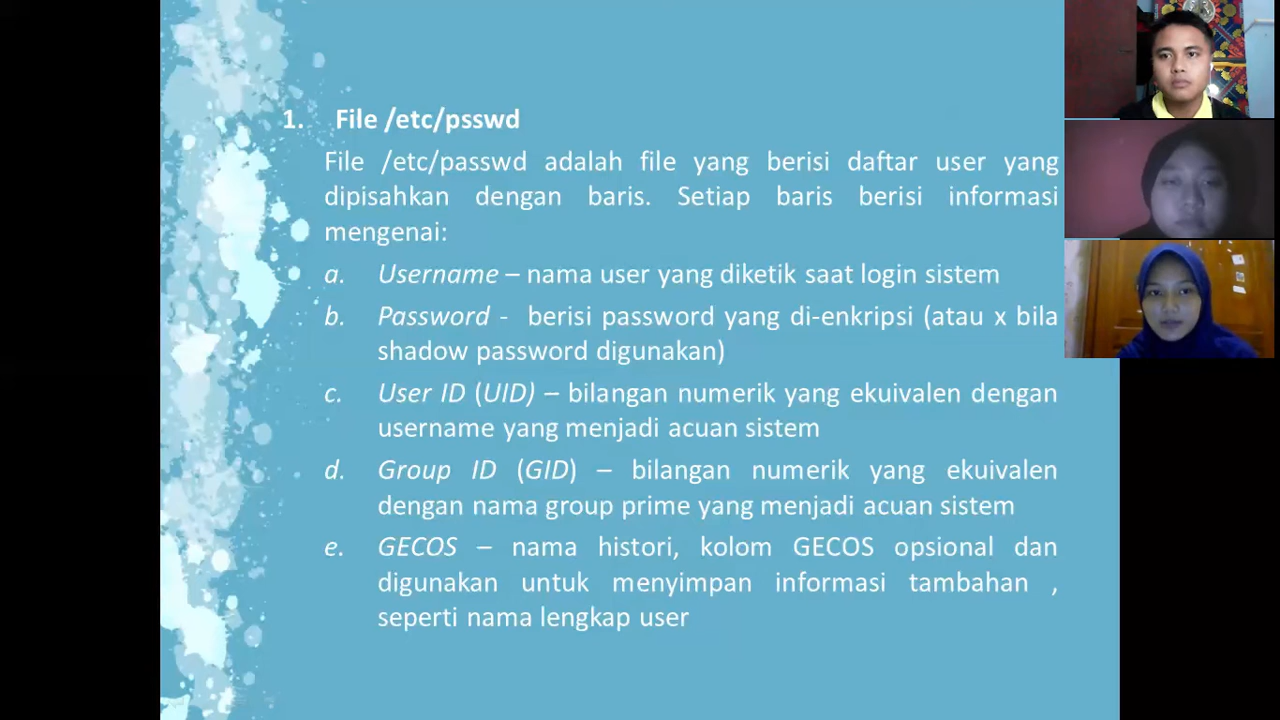 1. File /etc/psswd
File /etc/passwd adalah file yang berisi daftar user yang
dipisahkan dengan baris. Setiap baris berisi informasi
mengenai:
a. Username – nama user yang diketik saat login sistem
b. Password - berisi password yang di-enkripsi (atau x bila
shadow password digunakan)
c. User ID (UID) – bilangan numerik yang ekuivalen dengan
username yang menjadi acuan sistem
d. Group ID (GID) – bilangan numerik yang ekuivalen
dengan nama group prime yang menjadi acuan sistem
e. GECOS – nama histori, kolom GECOS opsional dan
digunakan untuk menyimpan informasi tambahan ,
seperti nama lengkap user